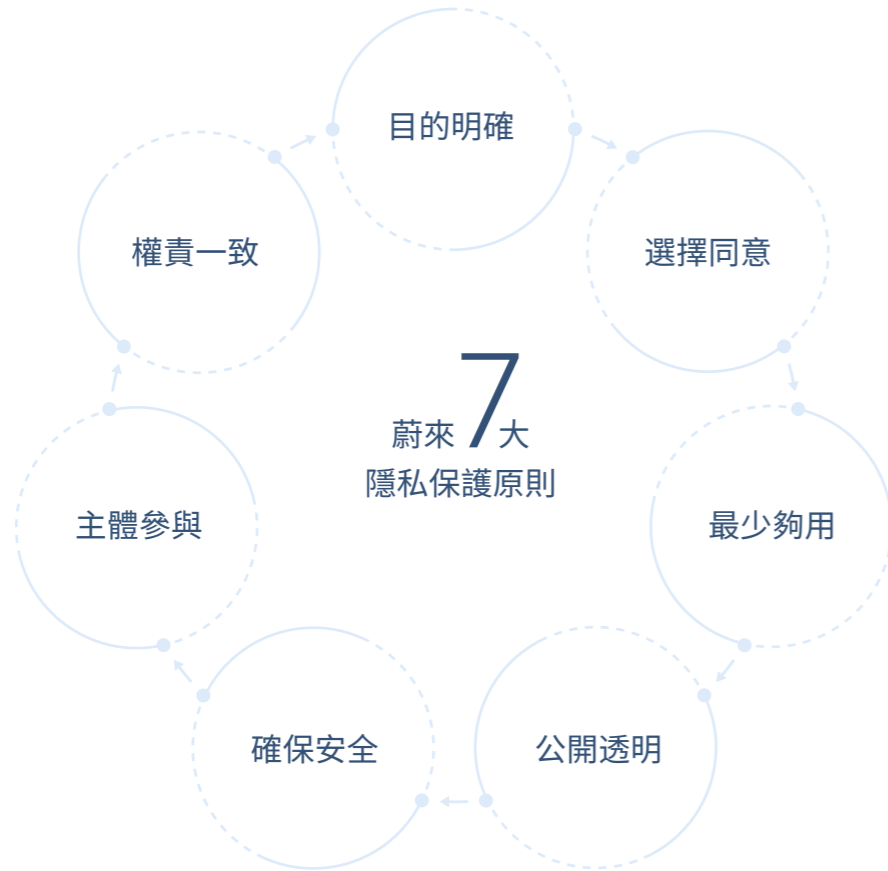 目的明確
選擇同意
最少夠用
公開透明
確保安全
主體參與
權責一致
蔚來7大
隱私保護原則